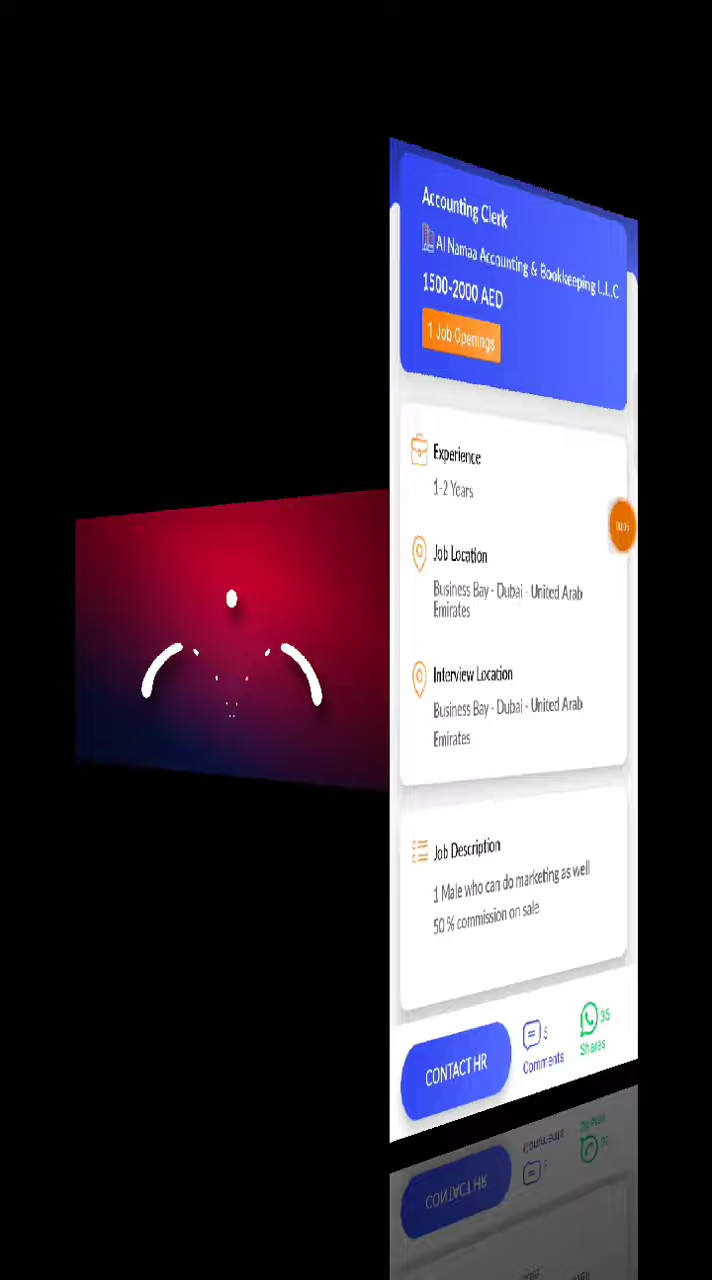 Accounting Clerk
Al Namaa Accounting & Bookkeeping L.L.C
1500-2000 AED
1 Job Openings
Experience
1-2 Years
Job Location
Business Bay - Dubai - United Arab
Emirates
Interview Location
Business Bay - Dubai - United Arab
Emirates
Job Description
1 Male who can do marketing as well
50 % commission on sale
CONTACT HR
5
Comments
35
Shares